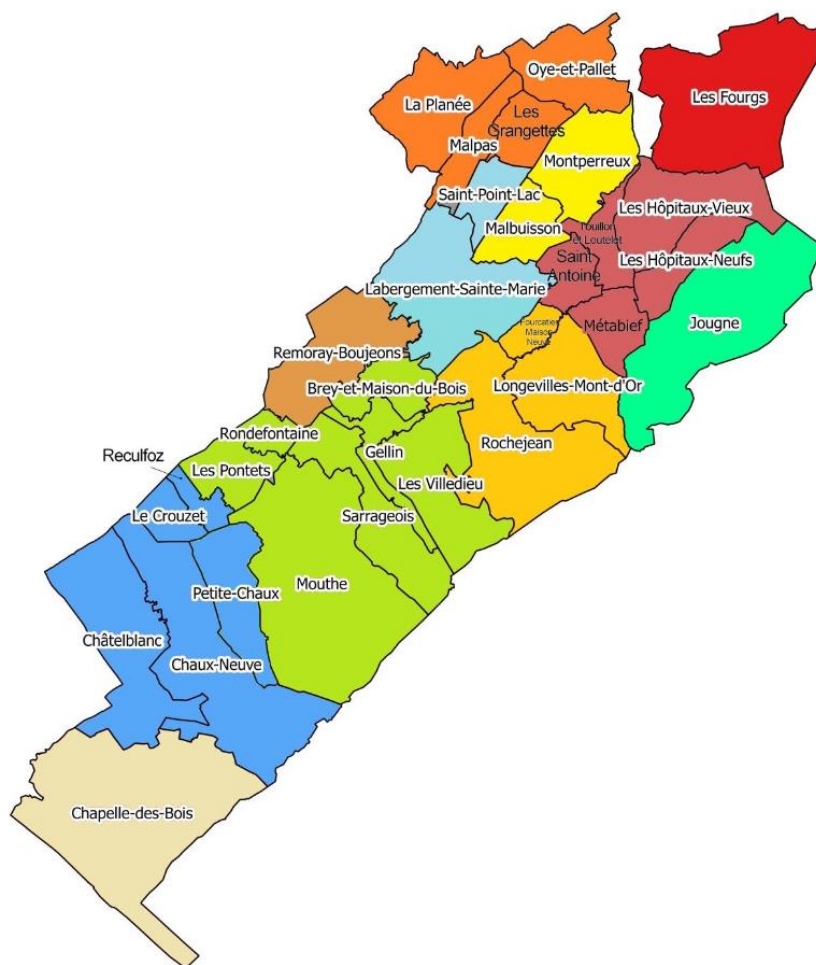 Oye-et-Pallet
Les Fourgs
La Planée
Les
Grangettes
Malpas
Montperreux
Saint-Point-Lac
Les Hôpitaux-Vieux
Malbuisson
Touillon
et Loutelet
Saint
Antoine
Les Hôpitaux-Neufs
Labergement-Sainte-Marie
Métabief
Jougne
Fourcatier
Maison
Neuve
Remoray-Boujeons
Brey-et-Maison-du-Bois
Longevilles-Mont-d'Or
Rondefontaine
Rochejean
Gellin
Reculfoz
Les Pontets
Les Villedieu
Le Crouzet
Sarrageois
Mouthe
Petite-Chaux
Châtelblanc
Chaux-Neuve
Chapelle-des-Bois